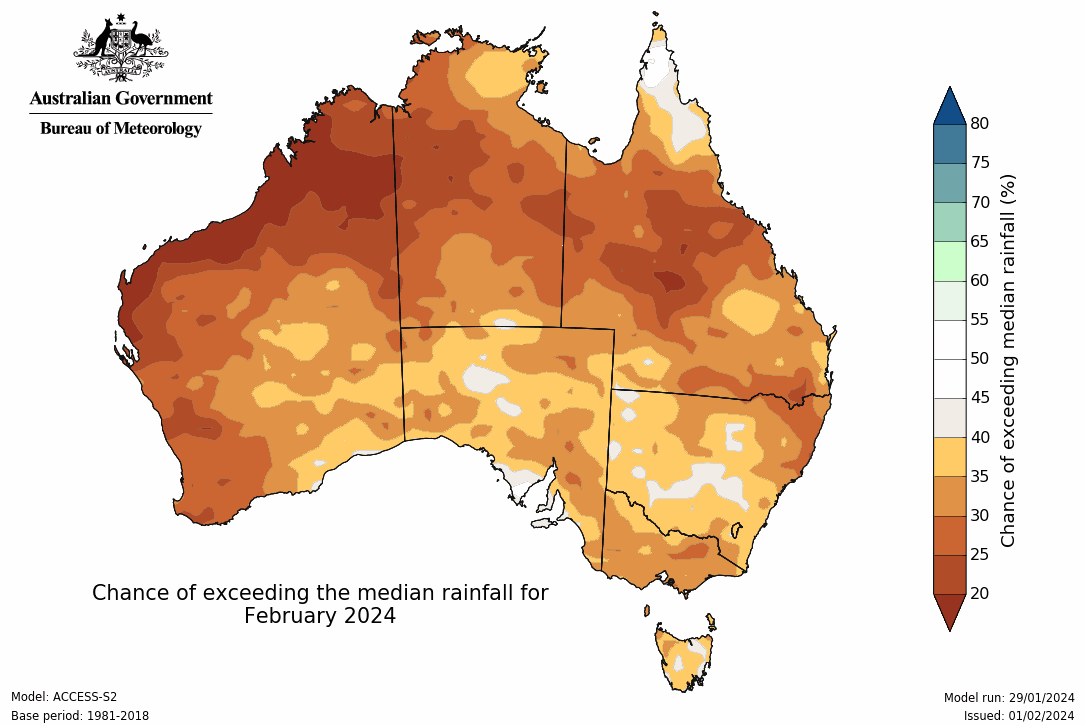 AUSTRALIA
Australian Government
Bureau of Meteorology
80
75
70
65
60
55
50
45
40
35
30
25
20
Chance of exceeding median rainfall (%)
Chance of exceeding the median rainfall for
February 2024
Model: ACCESS-S2
Base period: 1981-2018
Model run: 29/01/2024
Issued: 01/02/2024